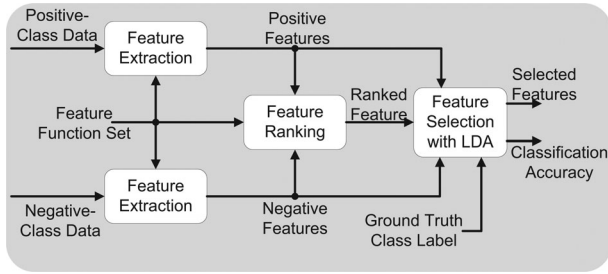 Positive-
Class Data
Feature
Extraction
Positive
Features
Feature
Function Set
Feature
Ranking
Ranked
Feature
Feature
Selection
with LDA
Selected
Features
Classification
Accuracy
Negative-
Class Data
Feature
Extraction
Negative
Features
Ground Truth
Class Label